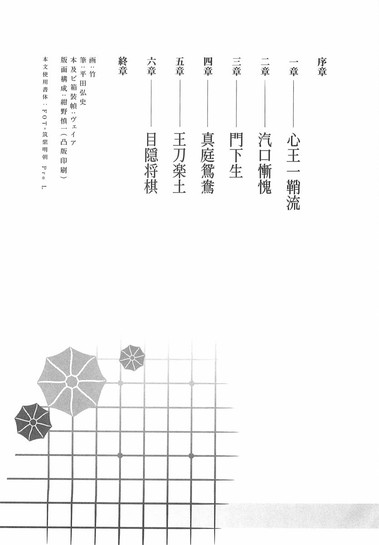 序章
一章────心王一鞘流
二章────汽口慚愧
三章────門下生
四章────真庭鴛鴦
五章────王刀楽土
六章────目隠将棋
終章
画:竹
筆:平田弘史
本及ビ箱装幀:ヴェイア
版面構成:紺野慎一(凸版印刷)
本文使用書体:FOT-筑紫明朝 Pro L